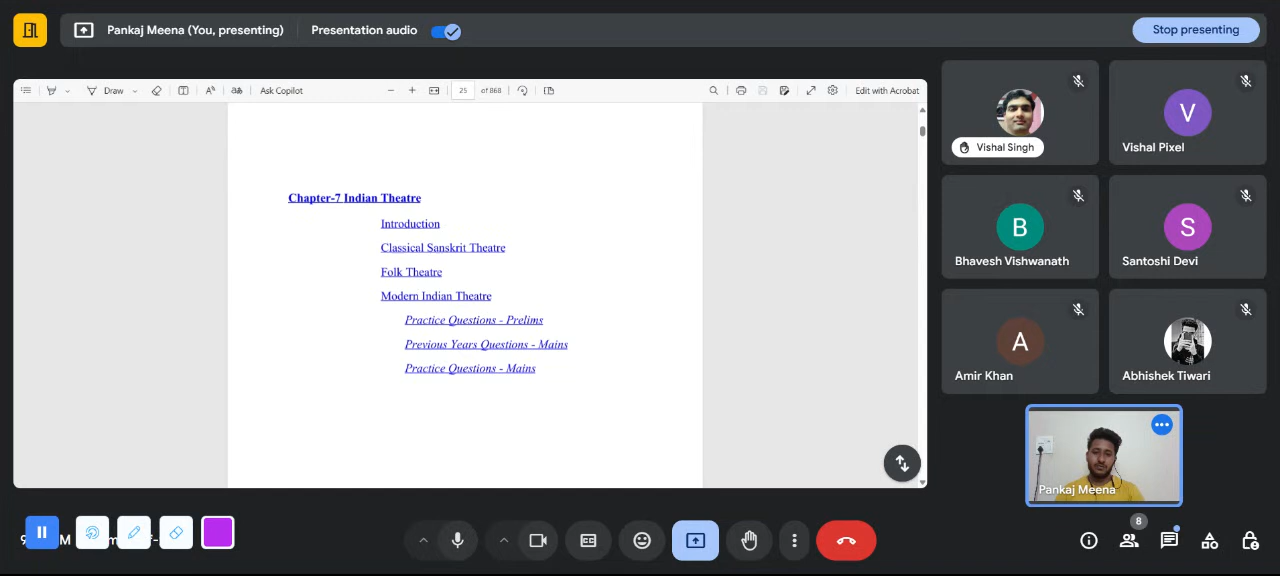 Pankaj Meena (You, presenting)
Presentation audio
Stop presenting
Draw
Ask Copilot
25
of 868
Edit with Acrobat
Chapter-7 Indian Theatre
Introduction
Classical Sanskrit Theatre
Folk Theatre
Modern Indian Theatre
Practice Questions - Prelims
Previous Years Questions - Mains
Practice Questions - Mains
Vishal Singh
V
Vishal Pixel
B
Bhavesh Vishwanath
S
Santoshi Devi
A
Amir Khan
Abhishek Tiwari
Pankaj Meena
8